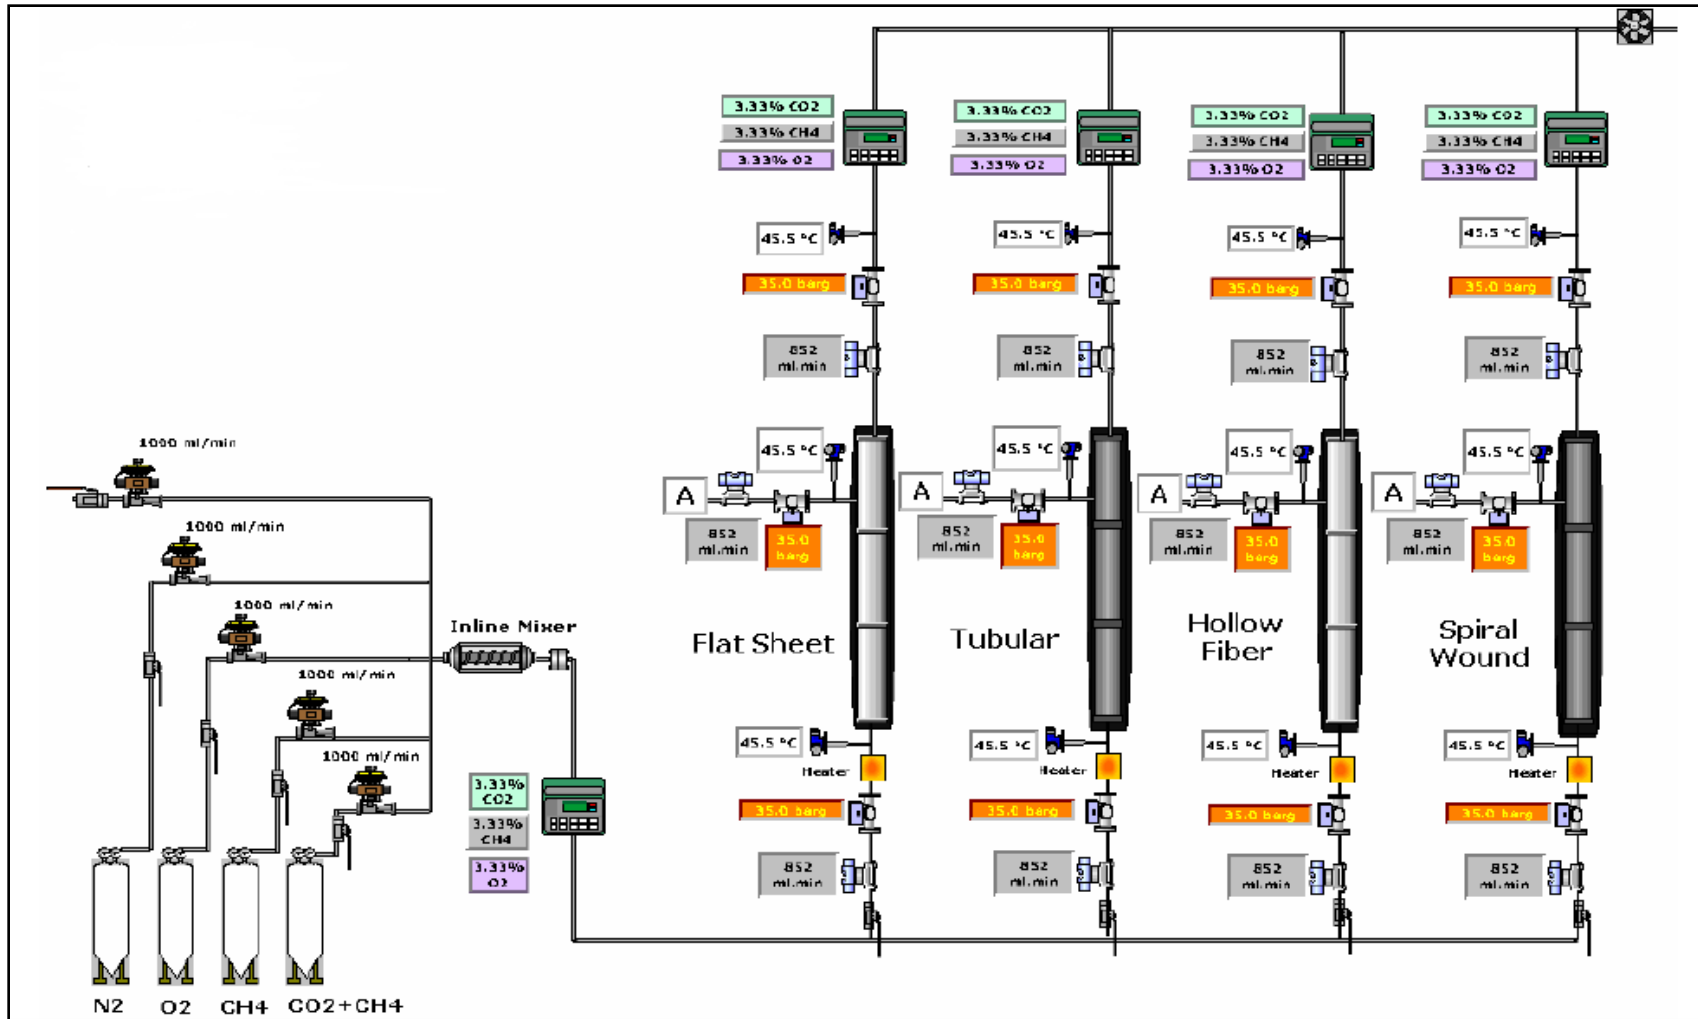 3.33% CO2
3.33% CH4
3.33% O2
3.33% CO2
3.33% CH4
3.33% O2
3.33% CO2
3.33% CH4
3.33% O2
3.33% CO2
3.33% CH4
3.33% O2
45.5 °C
45.5 °C
45.5 °C
45.5 °C
35.0 barg
35.0 barg
35.0 barg
35.0 barg
852
ml.min
852
ml.min
852
ml.min
852
ml.min
1000 ml/min
45.5 °C
45.5 °C
45.5 °C
45.5 °C
A
A
A
A
852
ml.min
35.0
barg
852
ml.min
35.0
barg
852
ml.min
35.0
barg
852
ml.min
35.0
barg
1000 ml/min
1000 ml/min
1000 ml/min
1000 ml/min
Inline Mixer
Flat Sheet
Tubular
Hollow
Fiber
Spiral
Wound
45.5 °C
45.5 °C
45.5 °C
45.5 °C
Heater
Heater
Heater
Heater
3.33%
CO2
3.33%
CH4
3.33%
O2
35.0 barg
35.0 barg
35.0 barg
35.0 barg
852
ml.min
852
ml.min
852
ml.min
852
ml.min
N2
O2
CH4
CO2+CH4